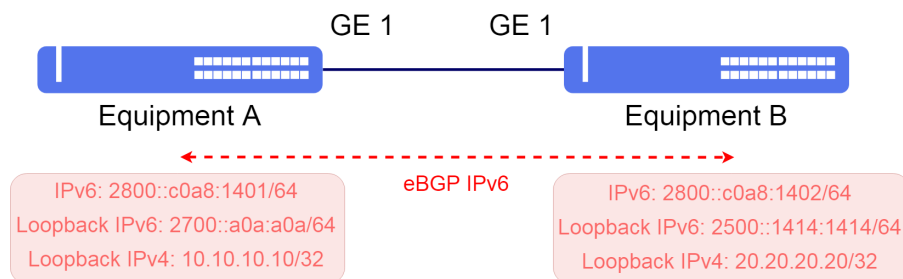 GE 1
GE 1
Equipment A
Equipment B
eBGP IPv6
IPv6: 2800::c0a8:1401/64
Loopback IPv6: 2700::a0a:a0a/64
Loopback IPv4: 10.10.10.10/32
IPv6: 2800::c0a8:1402/64
Loopback IPv6: 2500::1414:1414/64
Loopback IPv4: 20.20.20.20/32